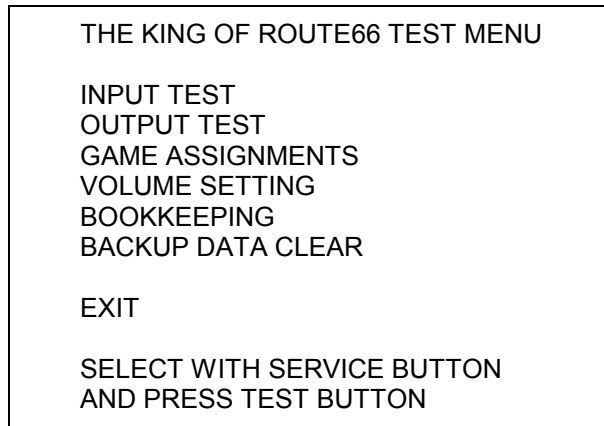 THE KING OF ROUTE66 TEST MENU
INPUT TEST
OUTPUT TEST
GAME ASSIGNMENTS
VOLUME SETTING
BOOKKEEPING
BACKUP DATA CLEAR
EXIT
SELECT WITH SERVICE BUTTON
AND PRESS TEST BUTTON